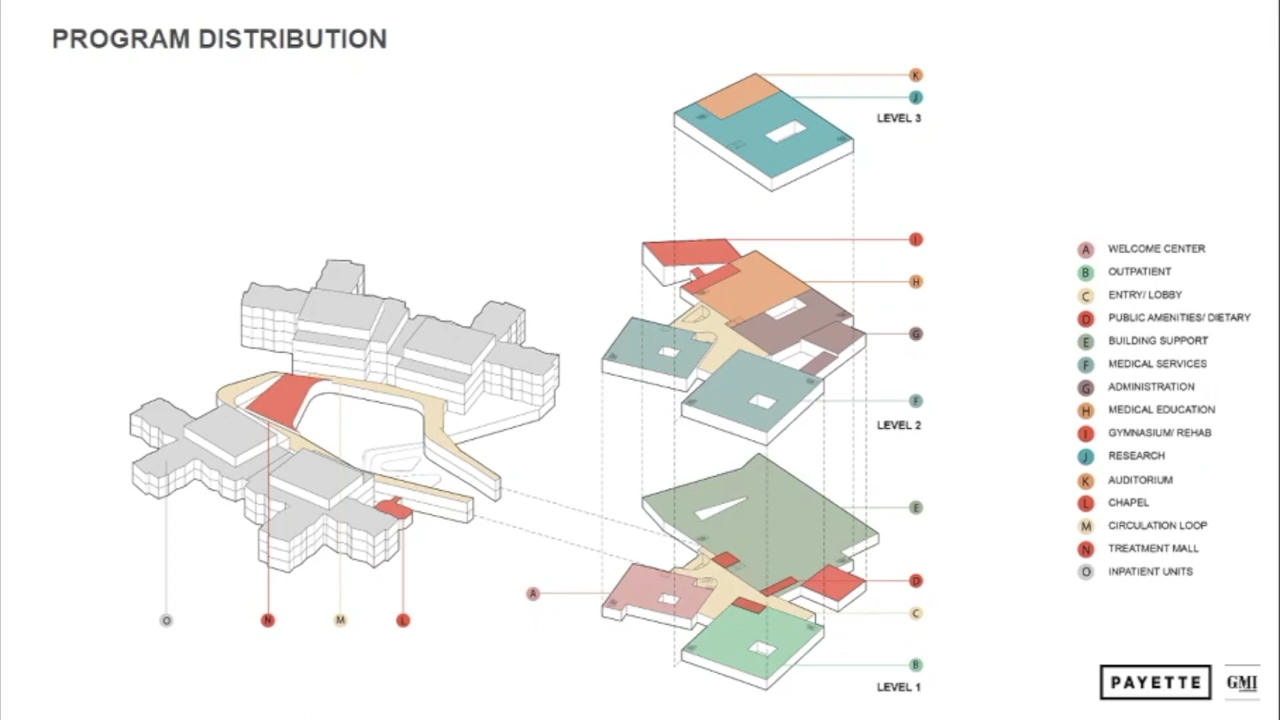 PROGRAM DISTRIBUTION
K
J
LEVEL 3
I
H
G
F
LEVEL 2
E
D
C
B
LEVEL 1
A
O
N
M
L
A WELCOME CENTER
B OUTPATIENT
C ENTRY/ LOBBY
D PUBLIC AMENITIES/ DIETARY
E BUILDING SUPPORT
F MEDICAL SERVICES
G ADMINISTRATION
H MEDICAL EDUCATION
I GYMNASIUM/ REHAB
J RESEARCH
K AUDITORIUM
L CHAPEL
M CIRCULATION LOOP
N TREATMENT MALL
O INPATIENT UNITS
PAYETTE
GMI